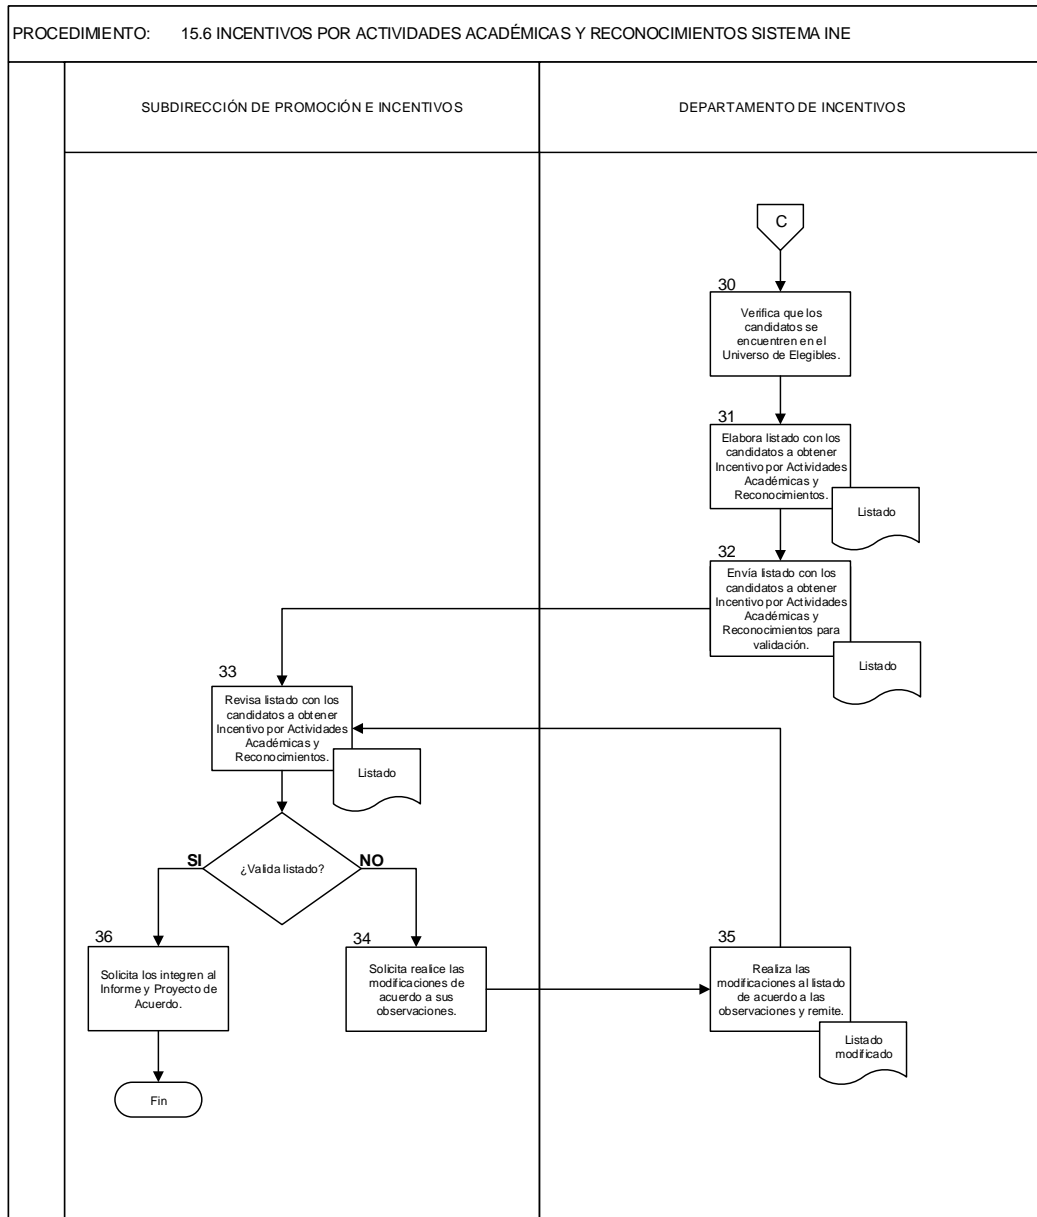 PROCEDIMIENTO: 15.6 INCENTIVOS POR ACTIVIDADES ACADÉMICAS Y RECONOCIMIENTOS SISTEMA INE
SUBDIRECCIÓN DE PROMOCIÓN E INCENTIVOS
DEPARTAMENTO DE INCENTIVOS
C
30
Verifica que los
candidatos se
encuentren en el
Universo de Elegibles.
31
Elabora listado con los
candidatos a obtener
Incentivo por Actividades
Académicas y
Reconocimientos.
Listado
32
Envía listado con los
candidatos a obtener
Incentivo por Actividades
Académicas y
Reconocimientos para
validación.
Listado
33
Revisa listado con los
candidatos a obtener
Incentivo por Actividades
Académicas y
Reconocimientos.
Listado
¿Valida listado?
SI
NO
36
Solicita los integren al
Informe y Proyecto de
Acuerdo.
34
Solicita realice las
modificaciones de
acuerdo a sus
observaciones.
35
Realiza las
modificaciones al listado
de acuerdo a las
observaciones y remite.
Listado
modificado
Fin